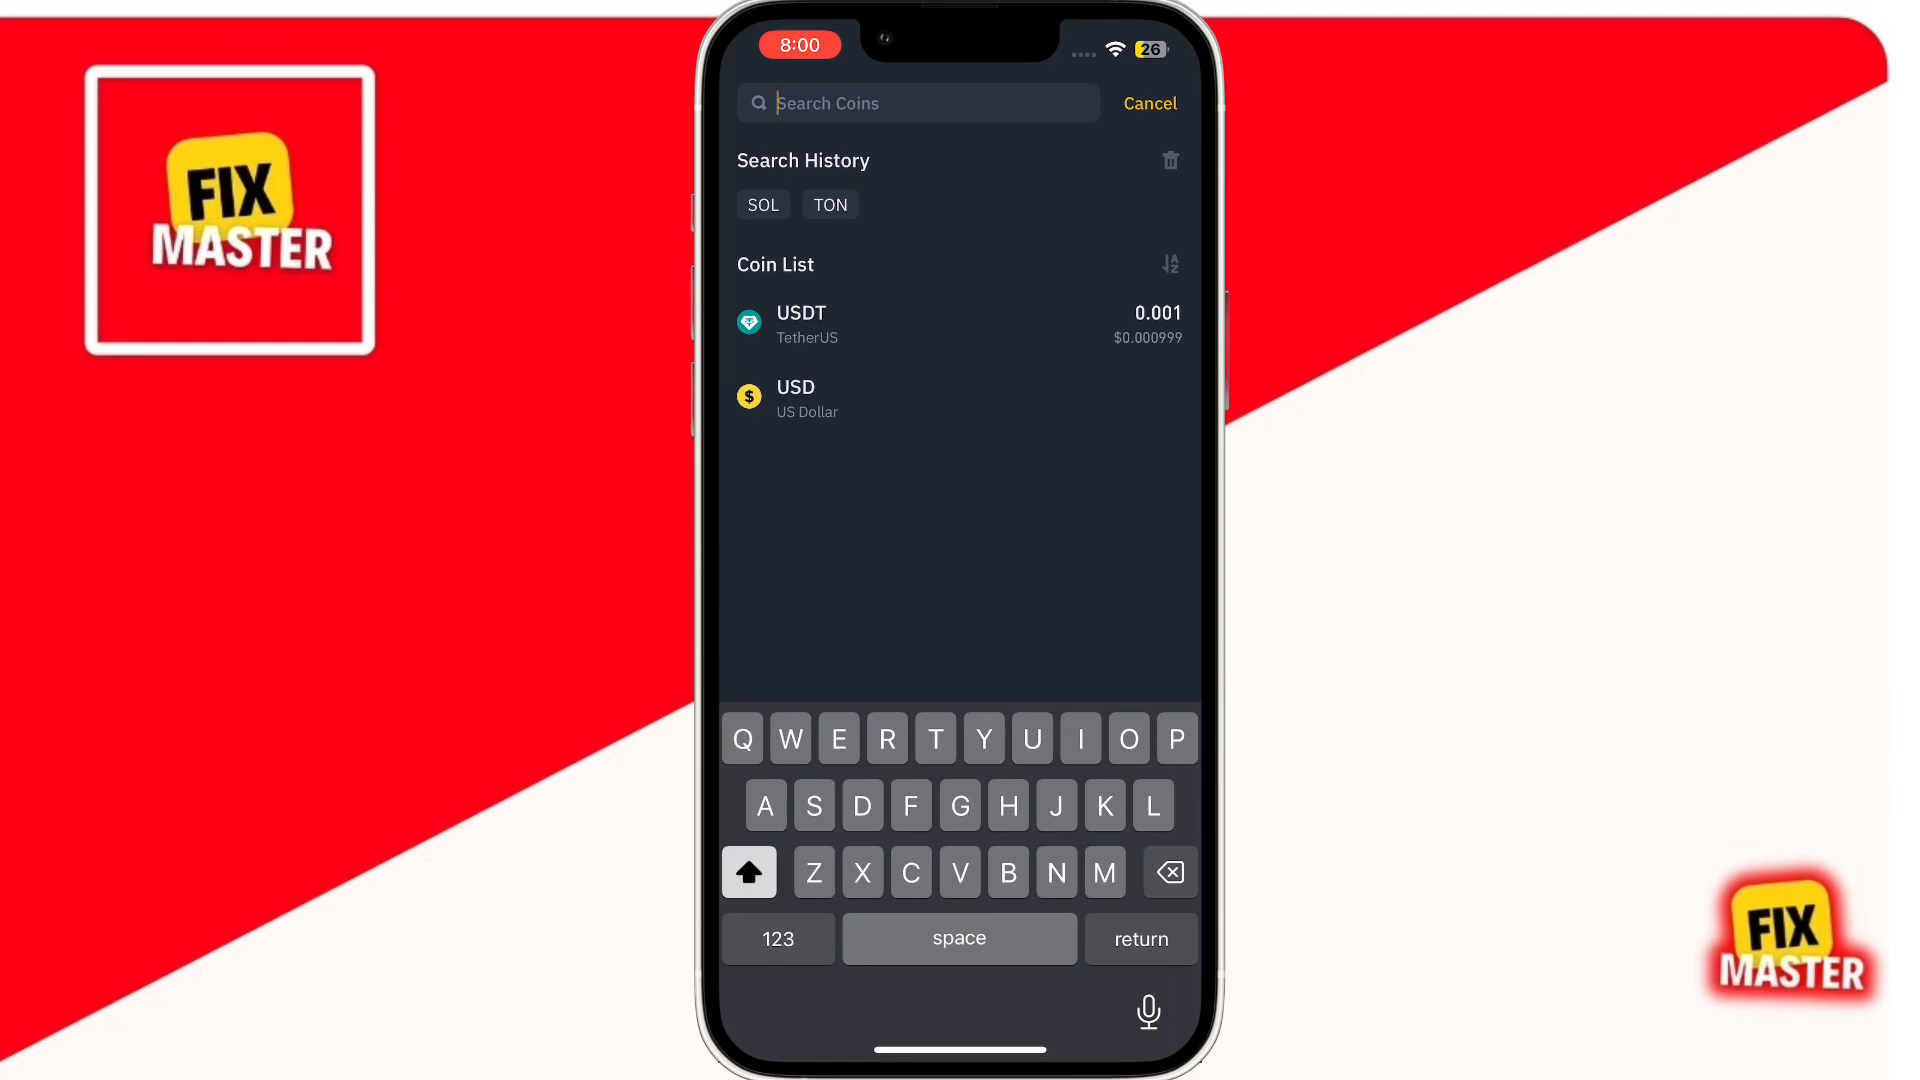 FIX
MASTER
8:00
26
Search Coins
Cancel
Search History
SOL
TON
Coin List
A
Z
USDT
0.001
TetherUS
$0.000999
$
USD
US Dollar
Q W E R T Y U I O P
A S D F G H J K L
Z X C V B N M
123
space
return
FIX
MASTER